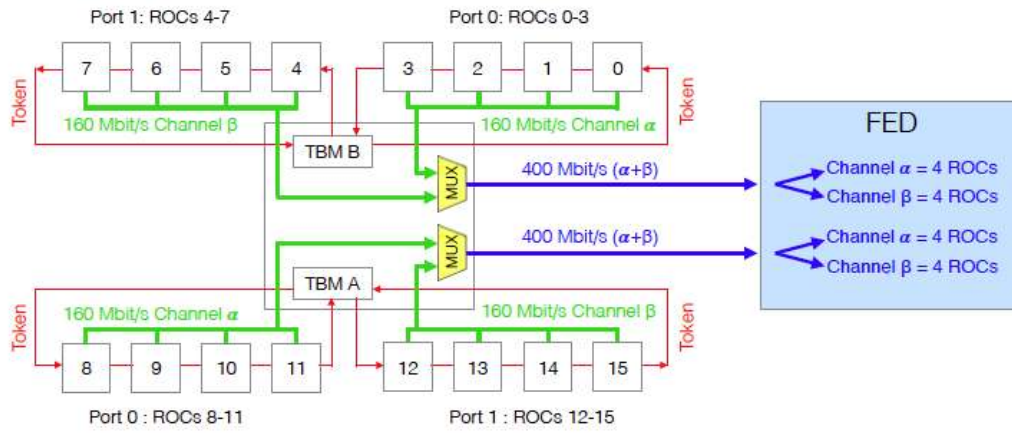 Port 1: ROCs 4-7
Port 0: ROCs 0-3
7
6
5
4
3
2
1
0
Token
Token
160 Mbit/s Channel β
160 Mbit/s Channel α
TBM B
MUX
400 Mbit/s (α+β)
FED
Channel α = 4 ROCs
Channel β = 4 ROCs
MUX
400 Mbit/s (α+β)
Channel α = 4 ROCs
Channel β = 4 ROCs
TBM A
160 Mbit/s Channel α
160 Mbit/s Channel β
Token
Token
8
9
10
11
12
13
14
15
Port 0 : ROCs 8-11
Port 1 : ROCs 12-15